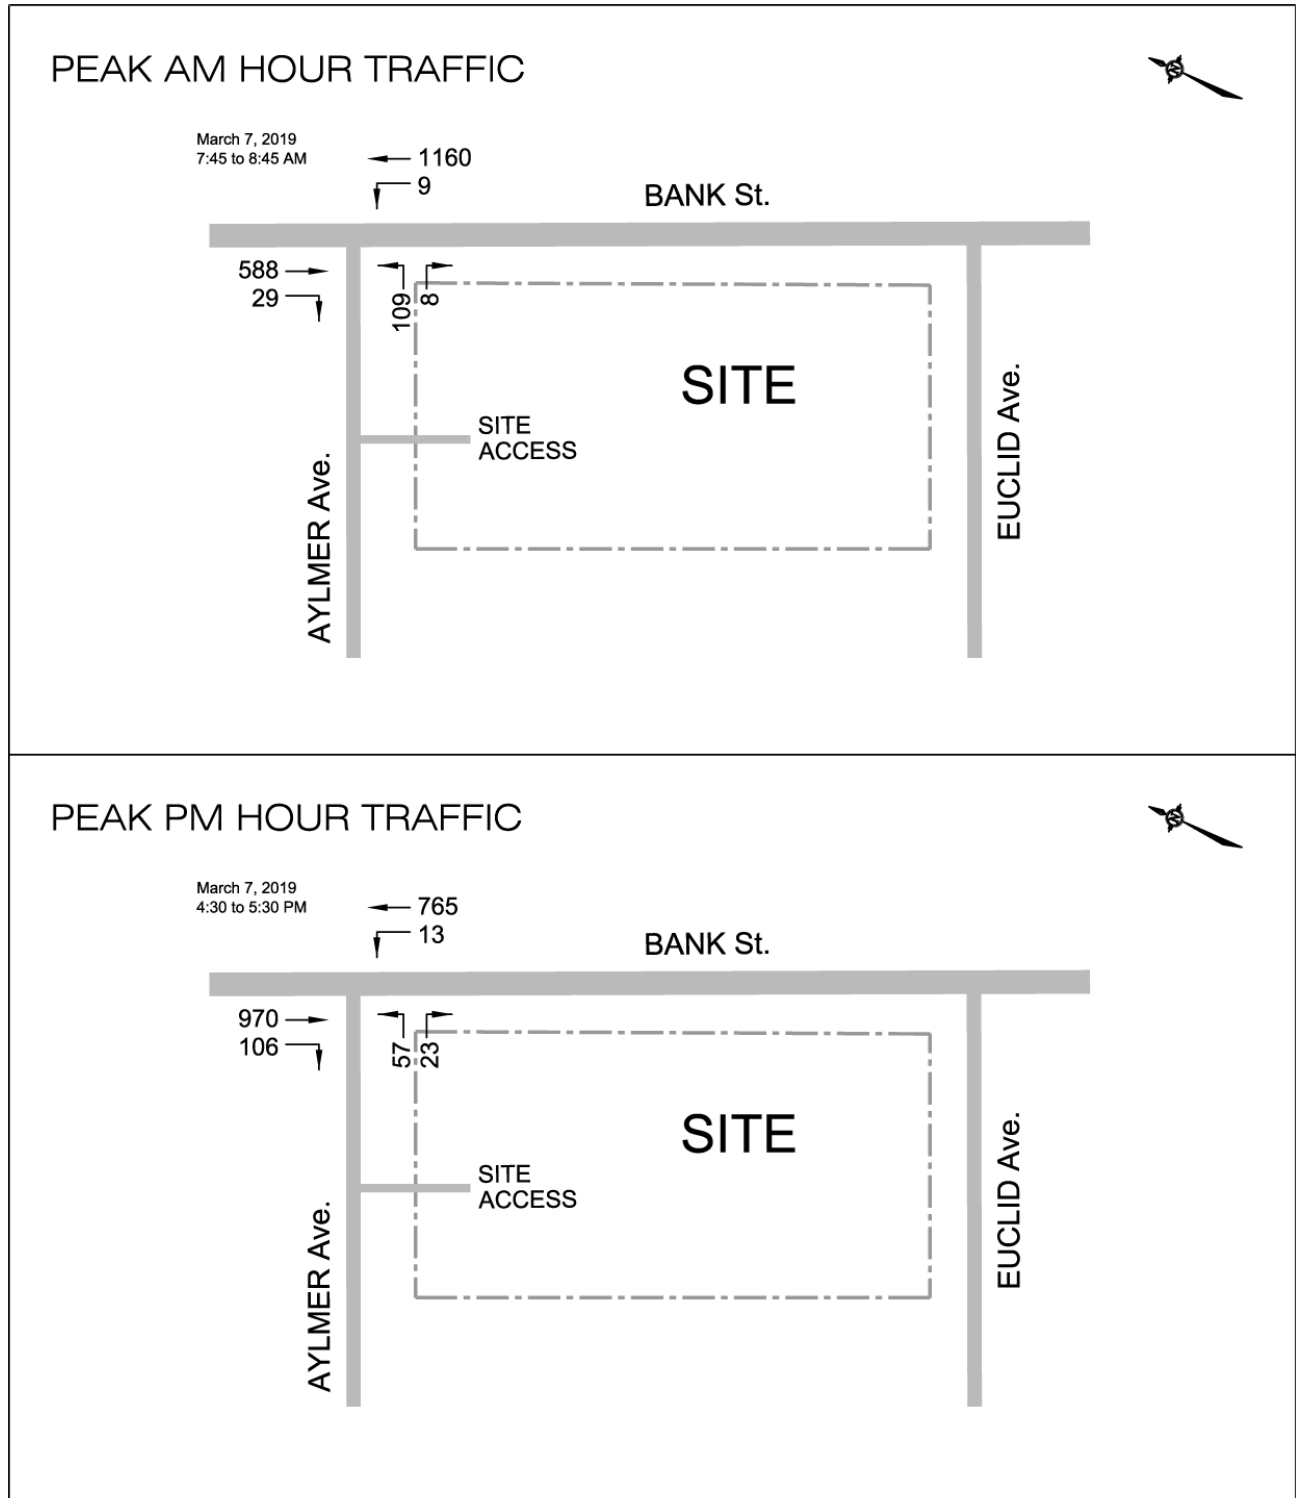 PEAK AM HOUR TRAFFIC
N
March 7, 2019
7:45 to 8:45 AM
1160
9
BANK St.
588
29
109
8
SITE
SITE
ACCESS
AYLMER Ave.
EUCLID Ave.
PEAK PM HOUR TRAFFIC
N
March 7, 2019
4:30 to 5:30 PM
765
13
BANK St.
970
106
57
23
SITE
SITE
ACCESS
AYLMER Ave.
EUCLID Ave.